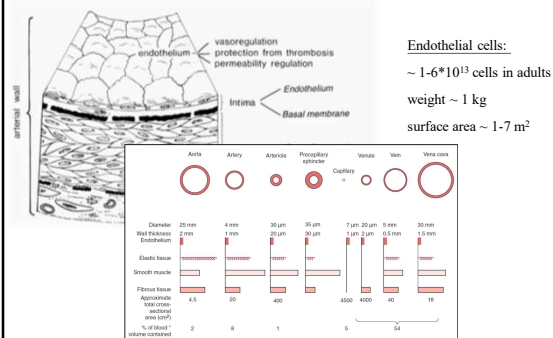 vasoregulation
endothelium
protection from thrombosis
permeability regulation
Endothelium
Intima
Basal membrane
arterial wall
Endothelial cells:
~ 1-6*10¹³ cells in adults
weight ~ 1 kg
surface area ~ 1-7 m²
Aorta Artery Arteriole Precapillary sphincter Capillary Venule Vein Vena cava
Diameter 25 mm 4 mm 30 µm 35 µm 7 µm 20 µm 5 mm 30 mm
Wall thickness 2 mm 1 mm 20 µm 30 µm 1 µm 2 µm 0.5 mm 1.5 mm
Endothelium
Elastic tissue
Smooth muscle
Fibrous tissue
Approximate total cross-sectional area (cm²) 4.5 20 400 4500 4000 40 18
% of blood * volume contained 2 8 1 5 54